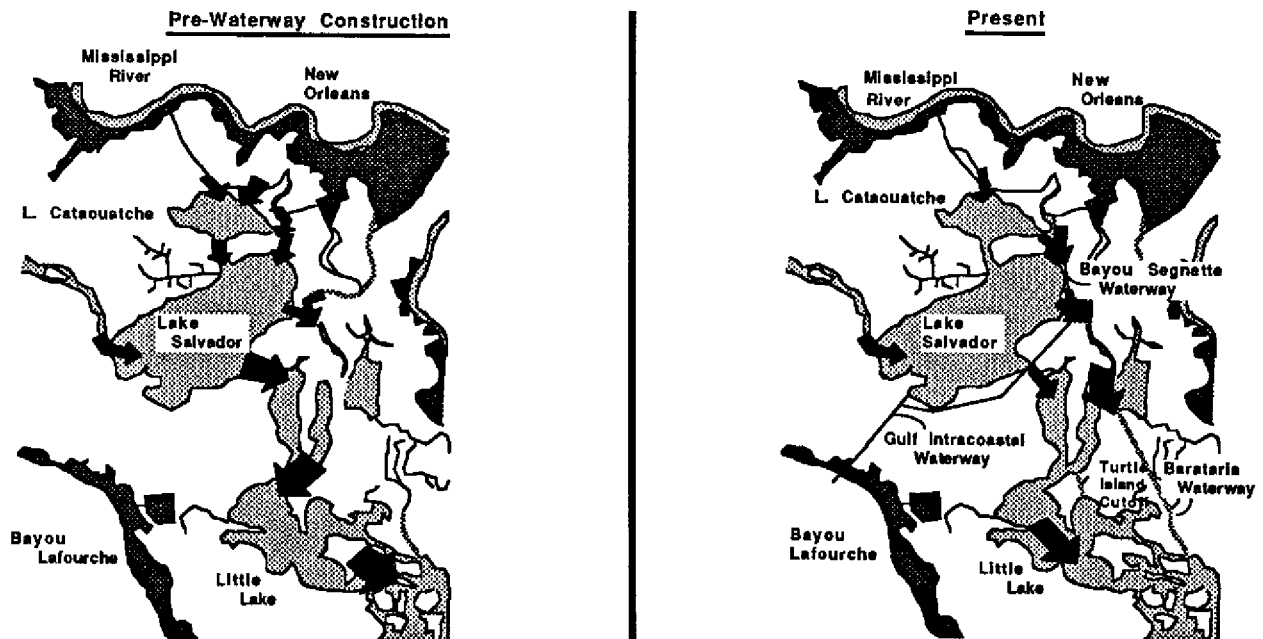 Pre-Waterway Construction
Mississippi
River
New
Orleans
L. Cataouatche
Lake
Salvador
Bayou
Lafourche
Little
Lake
Present
Mississippi
River
New
Orleans
L. Cataouatche
Bayou Segnette
Waterway
Lake
Salvador
Gulf Intracoastal
Waterway
Turtle
Island
Cutoff
Barataria
Waterway
Bayou
Lafourche
Little
Lake